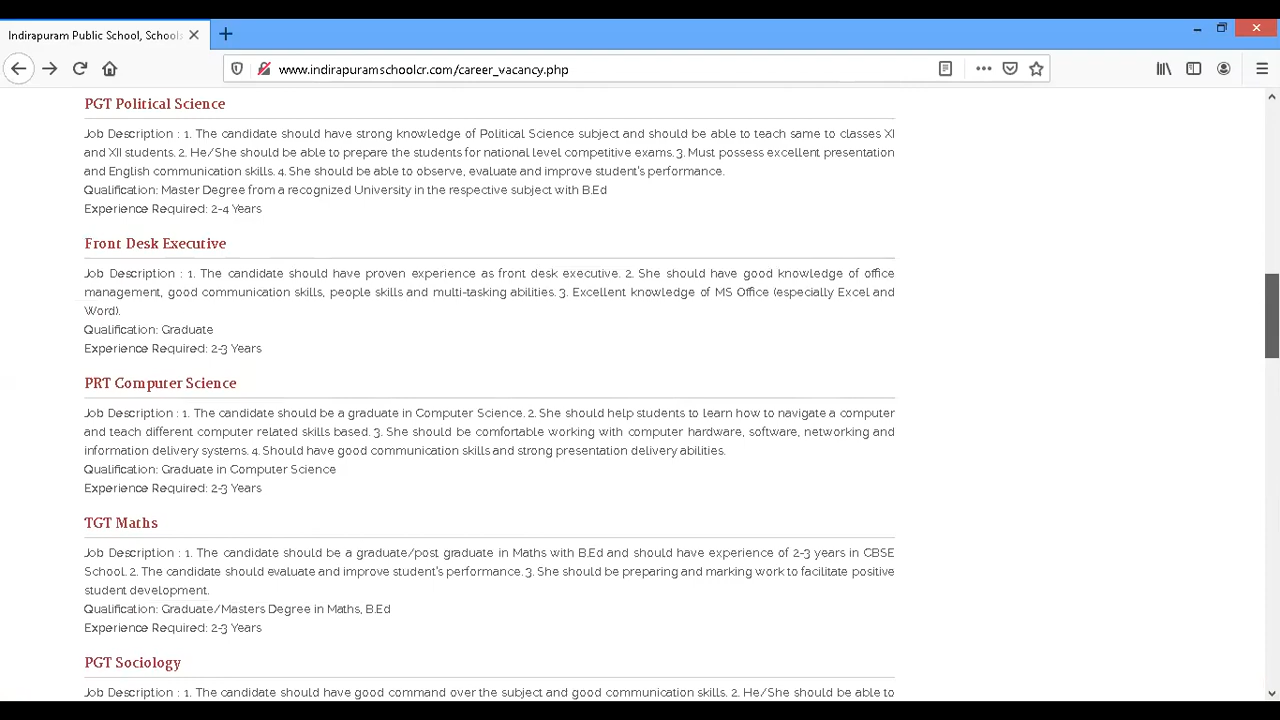 Indirapuram Public School, Schools
www.indirapuramschoolcr.com/career_vacancy.php
PGT Political Science
Job Description : 1. The candidate should have strong knowledge of Political Science subject and should be able to teach same to classes XI
and XII students. 2. He/She should be able to prepare the students for national level competitive exams. 3. Must possess excellent presentation
and English communication skills. 4. She should be able to observe, evaluate and improve student's performance.
Qualification: Master Degree from a recognized University in the respective subject with B.Ed
Experience Required: 2-4 Years
Front Desk Executive
Job Description : 1. The candidate should have proven experience as front desk executive. 2. She should have good knowledge of office
management, good communication skills, people skills and multi-tasking abilities. 3. Excellent knowledge of MS Office (especially Excel and
Word).
Qualification: Graduate
Experience Required: 2-3 Years
PRT Computer Science
Job Description : 1. The candidate should be a graduate in Computer Science. 2. She should help students to learn how to navigate a computer
and teach different computer related skills based. 3. She should be comfortable working with computer hardware, software, networking and
information delivery systems. 4. Should have good communication skills and strong presentation delivery abilities.
Qualification: Graduate in Computer Science
Experience Required: 2-3 Years
TGT Maths
Job Description : 1. The candidate should be a graduate/post graduate in Maths with B.Ed and should have experience of 2-3 years in CBSE
School. 2. The candidate should evaluate and improve student's performance. 3. She should be preparing and marking work to facilitate positive
student development.
Qualification: Graduate/Masters Degree in Maths, B.Ed
Experience Required: 2-3 Years
PGT Sociology
Job Description : 1. The candidate should have good command over the subject and good communication skills. 2. He/She should be able to